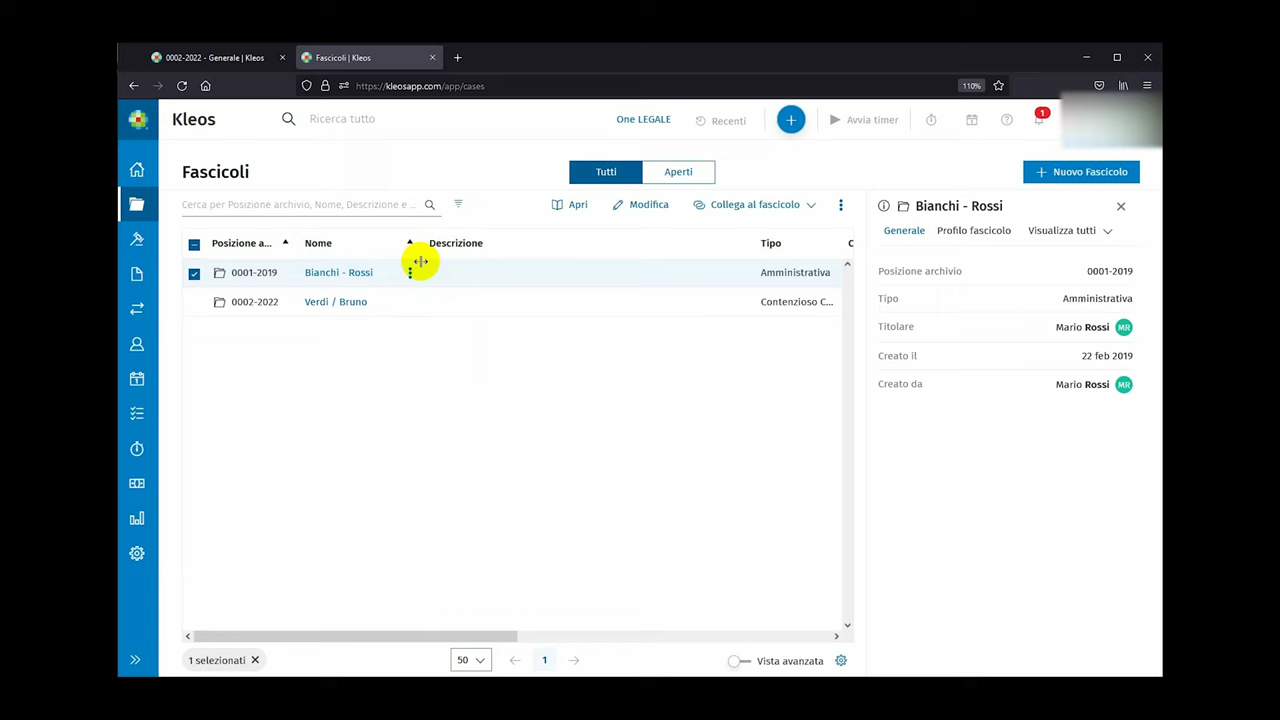 0002-2022 - Generale | Kleos
Fascicoli | Kleos
https://kleosapp.com/app/cases
110%
Kleos
Ricerca tutto
One LEGALE
Recenti
Avvia timer
1
Fascicoli
Tutti
Aperti
Nuovo Fascicolo
Cerca per Posizione archivio, Nome, Descrizione e ...
Apri
Modifica
Collega al fascicolo
Bianchi - Rossi
Generale
Profilo fascicolo
Visualizza tutti
Posizione a...
Nome
Descrizione
Tipo
C
0001-2019
Bianchi - Rossi
Amministrativa
0002-2022
Verdi / Bruno
Contenzioso C...
Posizione archivio
0001-2019
Tipo
Amministrativa
Titolare
Mario Rossi MR
Creato il
22 feb 2019
Creato da
Mario Rossi MR
1 selezionati
50
1
Vista avanzata